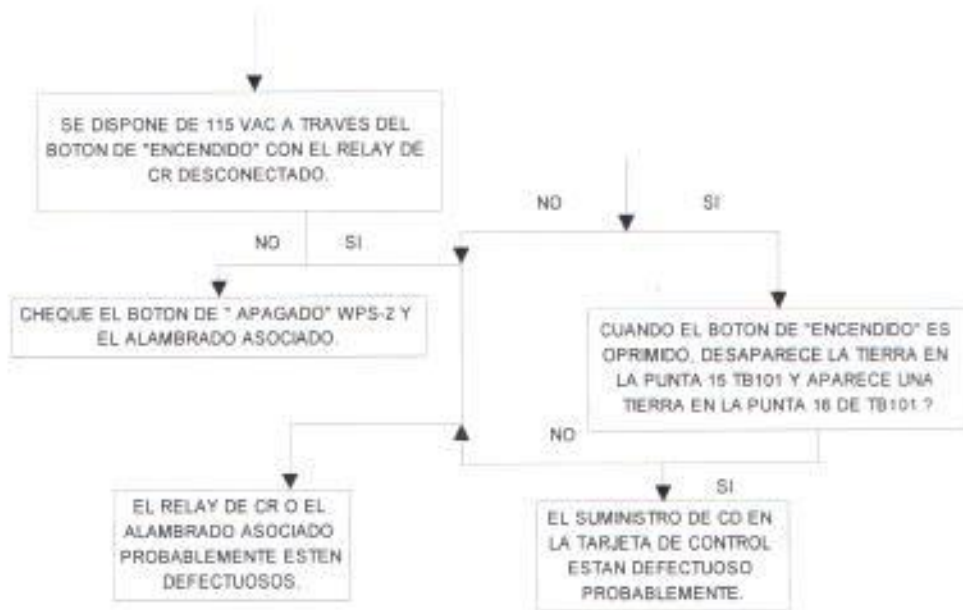 SE DISPONE DE 115 VAC A TRAVES DEL
BOTON DE "ENCENDIDO" CON EL RELAY DE
CR DESCONECTADO.
NO SI
NO SI
CHEQUE EL BOTON DE " APAGADO" WPS-2 Y
EL ALAMBRADO ASOCIADO.
CUANDO EL BOTON DE "ENCENDIDO" ES
OPRIMIDO, DESAPARECE LA TIERRA EN
LA PUNTA 15 TB101 Y APARECE UNA
TIERRA EN LA PUNTA 16 DE TB101 ?
NO
SI
EL RELAY DE CR O EL
ALAMBRADO ASOCIADO
PROBABLEMENTE ESTEN
DEFECTUOSOS.
EL SUMINISTRO DE CD EN
LA TARJETA DE CONTROL
ESTAN DEFECTUOSO
PROBABLEMENTE.